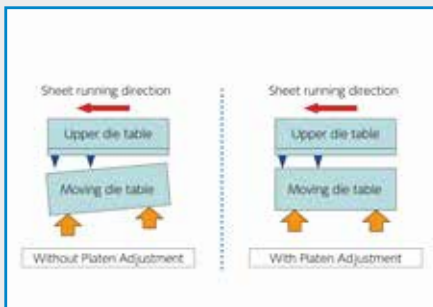 Sheet running direction
Upper die table
Moving die table
Without Platen Adjustment
Sheet running direction
Upper die table
Moving die table
With Platen Adjustment